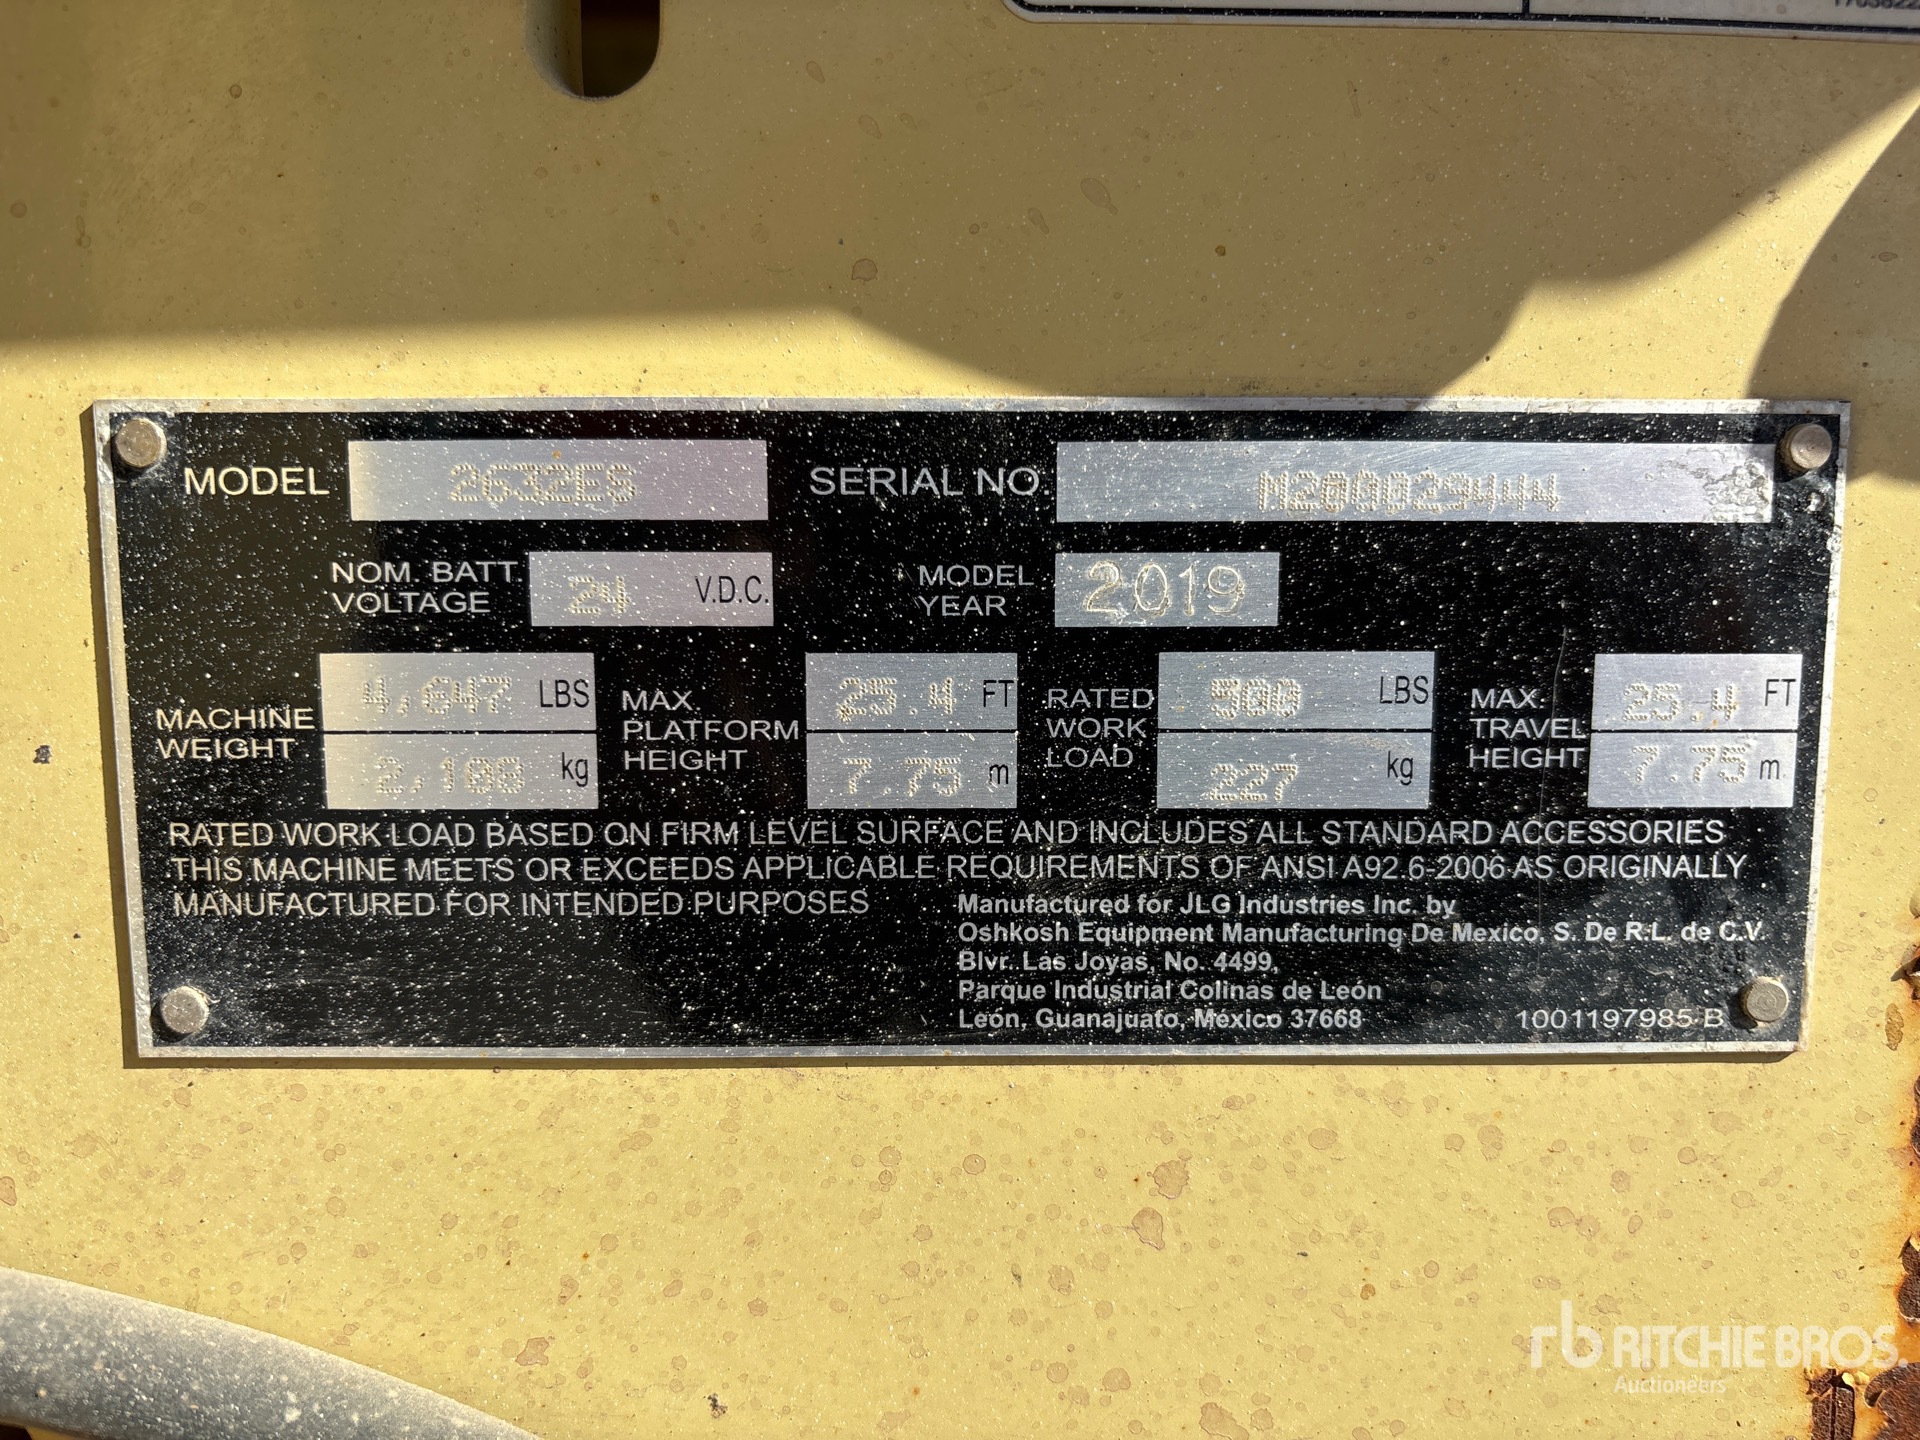 MODEL 2632ES SERIAL NO. M200029444
NOM. BATT. VOLTAGE 24 V.D.C. MODEL YEAR 2019
MACHINE WEIGHT 4,647 LBS 2,108 kg
MAX. PLATFORM HEIGHT 25.4 FT 7.75 m
RATED WORK LOAD 500 LBS 227 kg
MAX. TRAVEL HEIGHT 25.4 FT 7.75 m
RATED WORK LOAD BASED ON FIRM LEVEL SURFACE AND INCLUDES ALL STANDARD ACCESSORIES
THIS MACHINE MEETS OR EXCEEDS APPLICABLE REQUIREMENTS OF ANSI A92.6-2006 AS ORIGINALLY
MANUFACTURED FOR INTENDED PURPOSES
Manufactured for JLG Industries Inc. by
Oshkosh Equipment Manufacturing De Mexico, S. De R.L. de C.V.
Blvr. Las Joyas, No. 4499,
Parque Industrial Colinas de León
León, Guanajuato, México 37668
1001197985 B
rb RITCHIE BROS.
Auctioneers